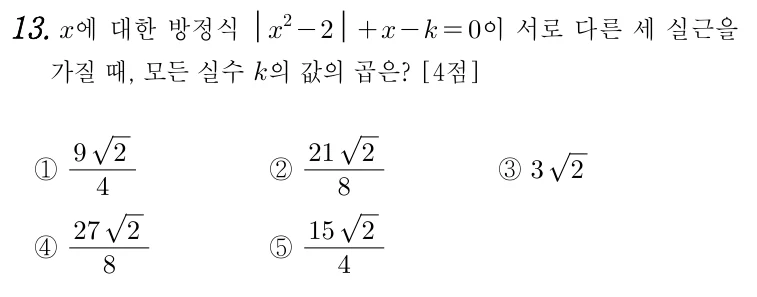 13. x에 대한 방정식 |x²-2|+x-k=0이 서로 다른 세 실근을
가질 때, 모든 실수 k의 값의 곱은? [4점]
① 9√2/4 ② 21√2/8 ③ 3√2
④ 27√2/8 ⑤ 15√2/4